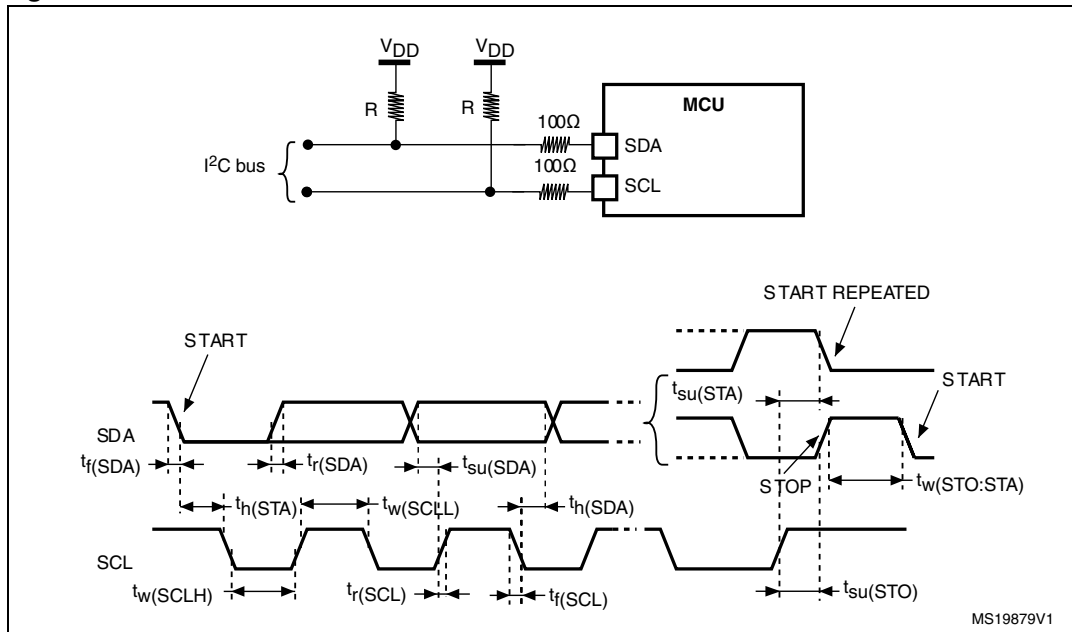 VDD VDD
MCU
R R
100Ω
SDA
I²C bus
100Ω
SCL
START REPEATED
START
START
tsu(STA)
SDA
tf(SDA) tr(SDA) tsu(SDA)
STOP
tw(STO:STA)
th(STA) tw(SCLL) th(SDA)
SCL
tw(SCLH) tr(SCL) tf(SCL) tsu(STO)
MS19879V1